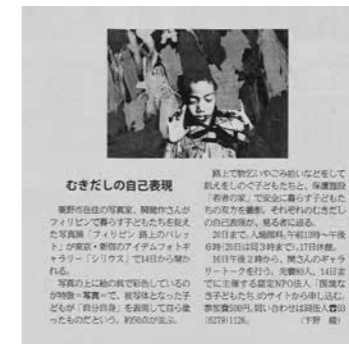 むきだしの自己表現
秦野市在住の写真家、関健作さんが
フィリピンで暮らす子どもたちを捉え
た写真展「フィリピン 路上のパレッ
ト」が東京・新宿のアイデムフォトギ
ャラリー「シリウス」で14日から開か
れる。
写真の上に絵の具で彩色しているの
が特徴＝写真＝で、被写体となった子
どもが「自分自身」を表現して自ら塗
ったものだという。約50点が並ぶ。
路上で物乞いやごみ拾いなどをして
飢えをしのぐ子どもたちと、保護施設
「若者の家」で安全に暮らす子どもた
ちの双方を撮影。それぞれのむきだし
の自己表現が、見る者に迫る。
20日まで。入場無料。午前10時～午後
6時(20日は同3時まで)。17日休館。
16日午後2時から、関さんのギャラ
リートークを行う。先着80人。14日ま
でに主催する認定NPO法人「国境な
き子どもたち」のサイトから申し込む。
参加費500円。問い合わせは同法人☎03
(6279)1126。
(下野 綾)